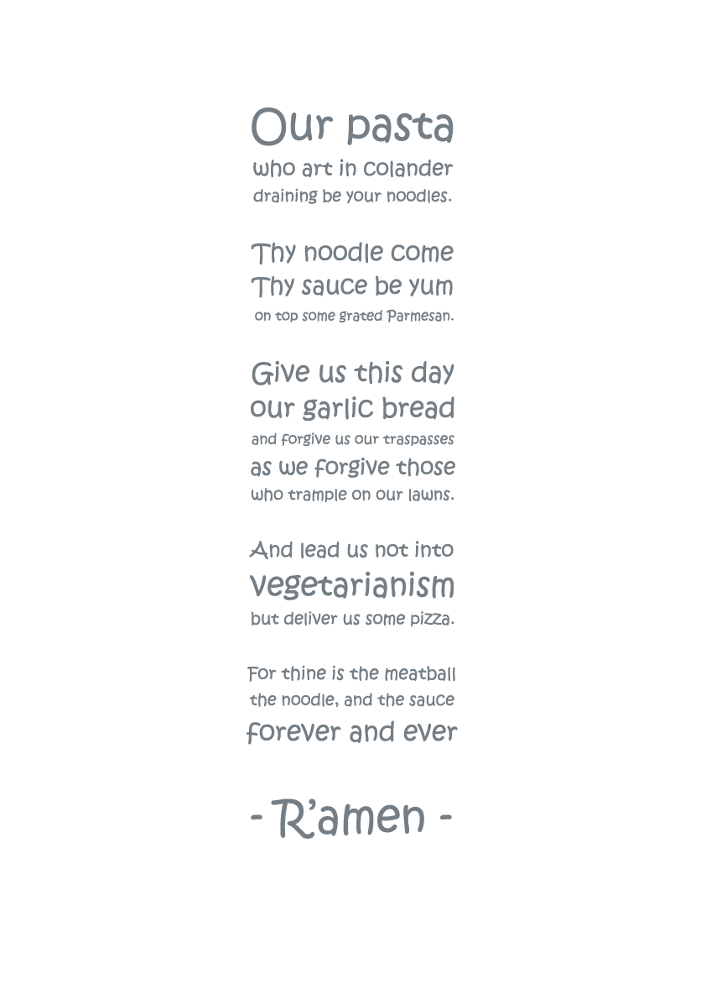 Our pasta
who art in colander
draining be your noodles.
Thy noodle come
Thy sauce be yum
on top some grated Parmesan.
Give us this day
our garlic bread
and forgive us our traspasses
as we forgive those
who trample on our lawns.
And lead us not into
vegetarianism
but deliver us some pizza.
For thine is the meatball
the noodle, and the sauce
forever and ever
- R'amen -